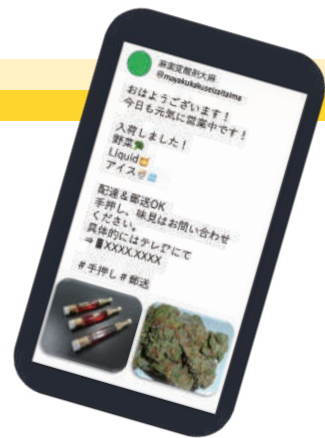 麻薬覚醒剤大麻
@mayakukakuseizaitaima
おはようございます！
今日も元気に営業中です！
入荷しました！
野菜🥦
Liquid🍯
アイス🍧🧊
配達＆郵送OK
手押し、味見はお問い合わせ
ください。
具体的にはテレグにて
⇒📱XXXX.XXXX
＃手押し＃郵送